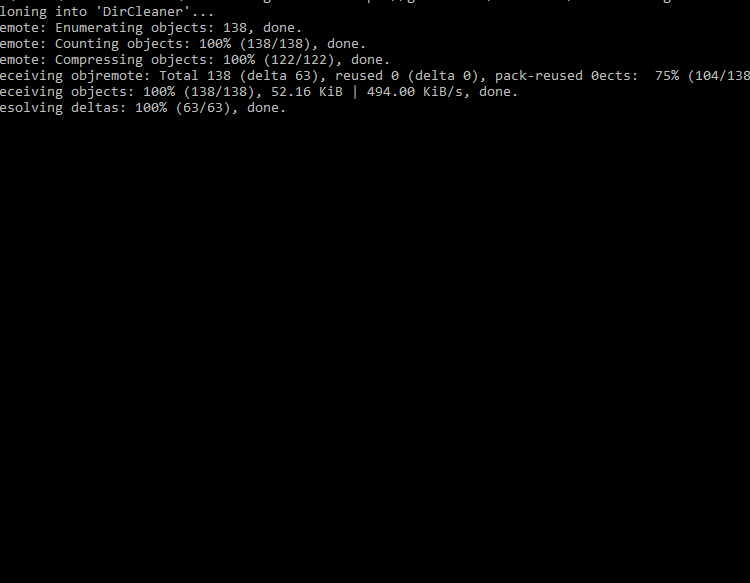 loning into 'DirCleaner'...
emote: Enumerating objects: 138, done.
emote: Counting objects: 100% (138/138), done.
emote: Compressing objects: 100% (122/122), done.
eceiving objremote: Total 138 (delta 63), reused 0 (delta 0), pack-reused 0ects:  75% (104/138
eceiving objects: 100% (138/138), 52.16 KiB | 494.00 KiB/s, done.
esolving deltas: 100% (63/63), done.